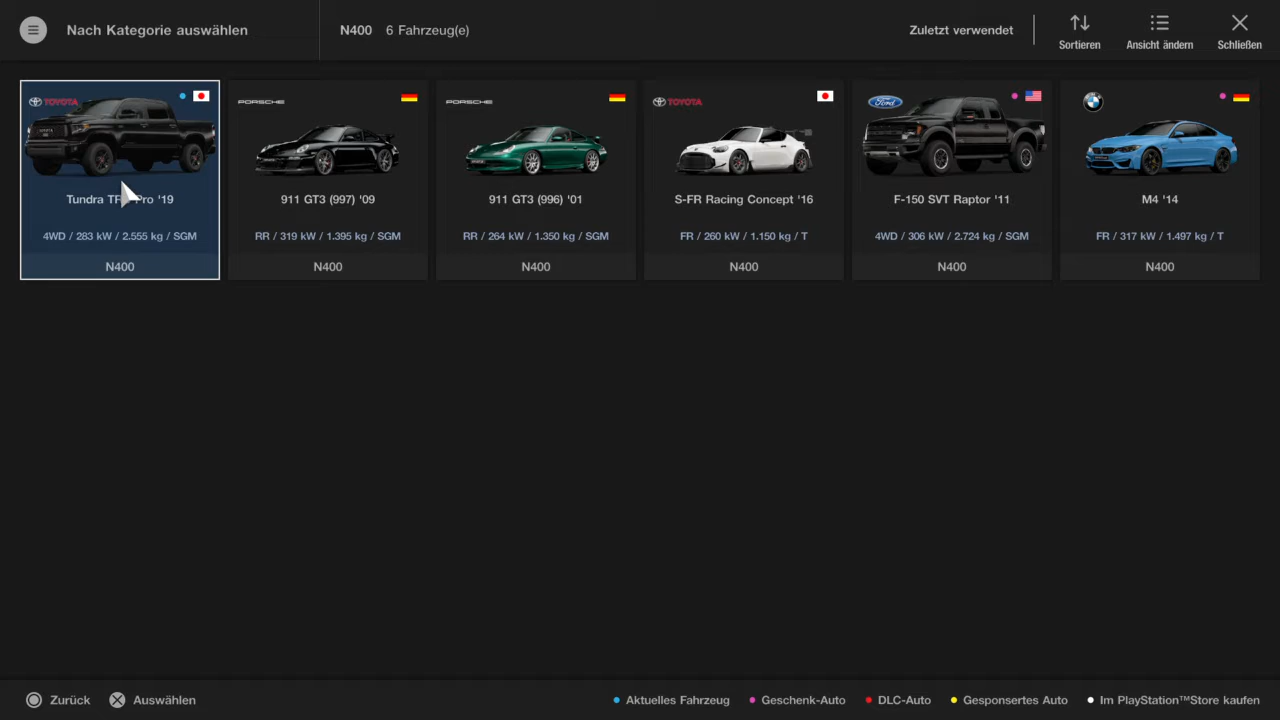 Nach Kategorie auswählen
N400 6 Fahrzeug(e)
Zuletzt verwendet
Sortieren
Ansicht ändern
Schließen
TOYOTA
Tundra TRD Pro '19
4WD / 283 kW / 2.555 kg / SGM
N400
PORSCHE
911 GT3 (997) '09
RR / 319 kW / 1.395 kg / SGM
N400
PORSCHE
911 GT3 (996) '01
RR / 264 kW / 1.350 kg / SGM
N400
TOYOTA
S-FR Racing Concept '16
FR / 260 kW / 1.150 kg / T
N400
Ford
F-150 SVT Raptor '11
4WD / 306 kW / 2.724 kg / SGM
N400
M4 '14
FR / 317 kW / 1.497 kg / T
N400
Zurück
Auswählen
Aktuelles Fahrzeug
Geschenk-Auto
DLC-Auto
Gesponsertes Auto
Im PlayStation™Store kaufen